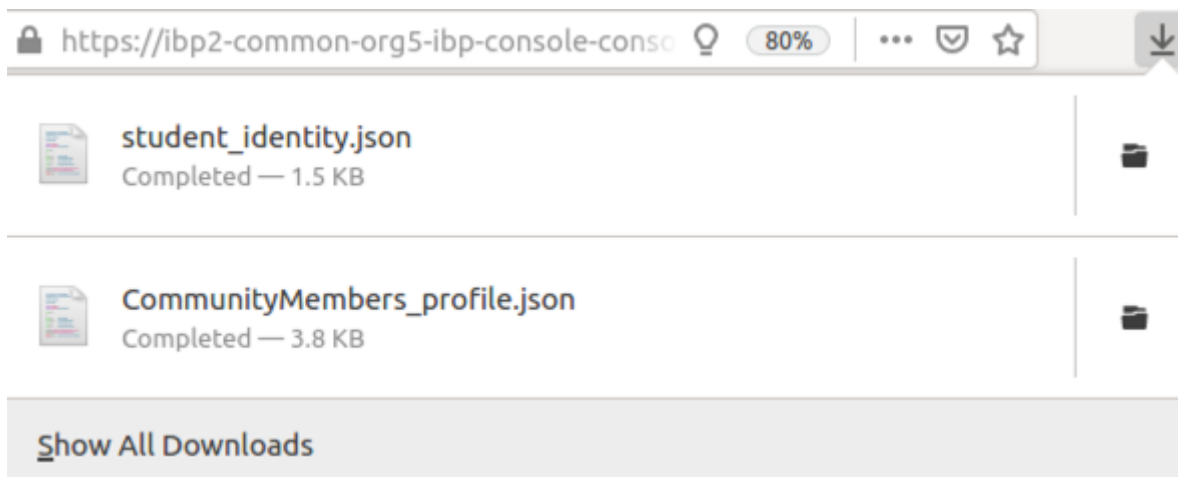 https://ibp2-common-org5-ibp-console-conso 80%
student_identity.json
Completed — 1.5 KB
CommunityMembers_profile.json
Completed — 3.8 KB
Show All Downloads